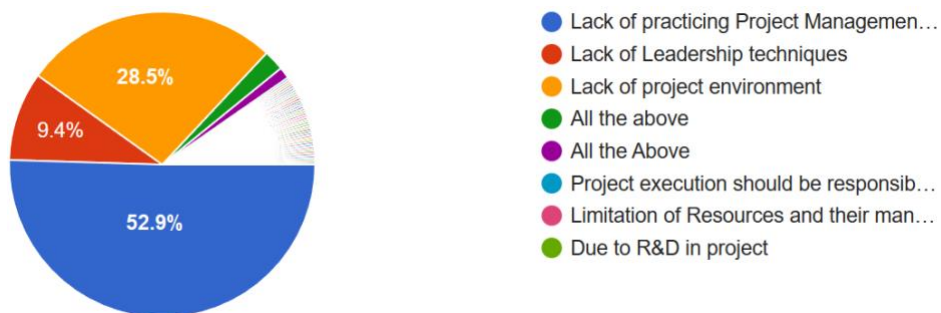 28.5%
9.4%
52.9%
Lack of practicing Project Managemen…
Lack of Leadership techniques
Lack of project environment
All the above
All the Above
Project execution should be responsib…
Limitation of Resources and their man…
Due to R&D in project